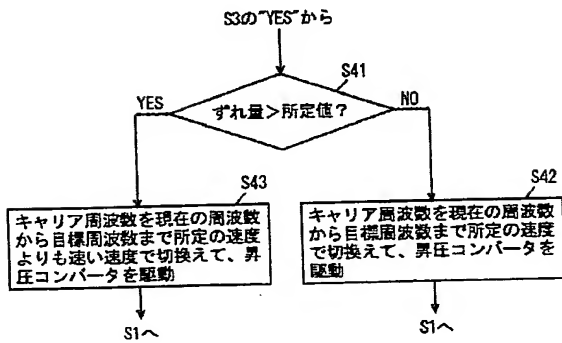 S3の"YES"から
S41
ずれ量>所定値?
YES
NO
S43
キャリア周波数を現在の周波数
から目標周波数まで所定の速度
よりも速い速度で切換えて、昇
圧コンバータを駆動
S1へ
S42
キャリア周波数を現在の周波数
から目標周波数まで所定の速度
で切換えて、昇圧コンバータを
駆動
S1へ